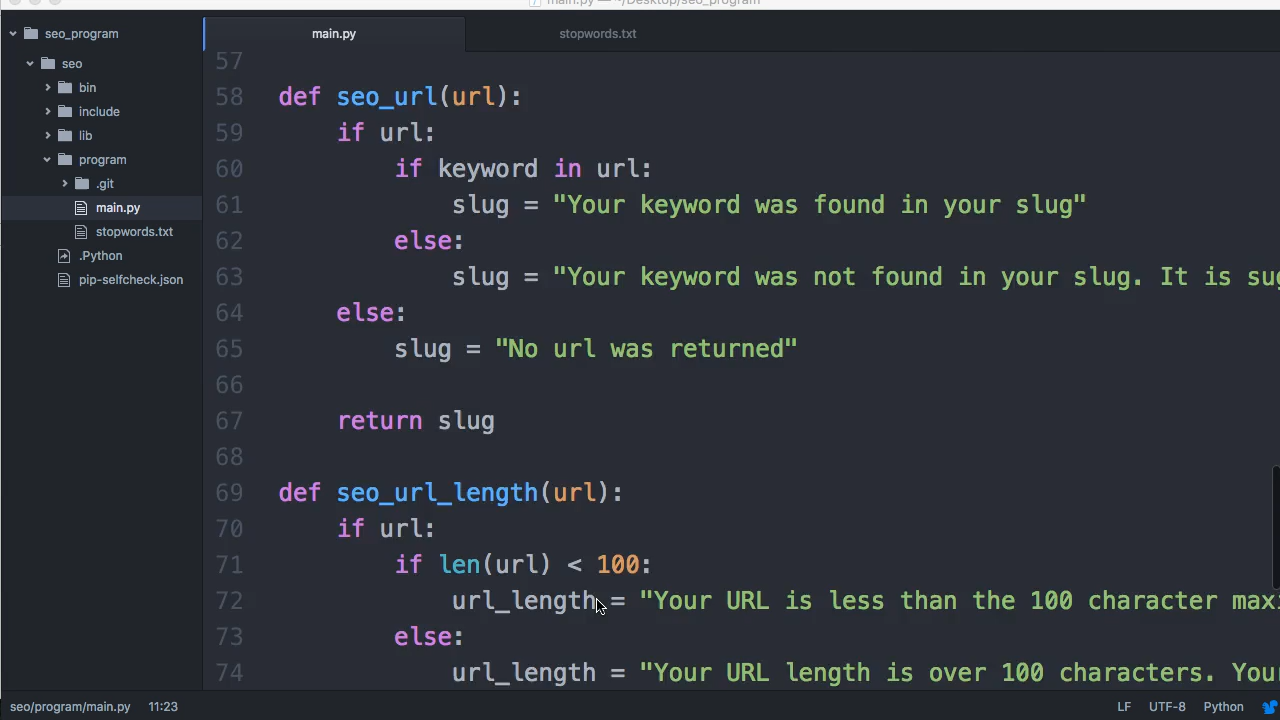 main.py — ~/Desktop/seo_program
seo_program
seo
bin
include
lib
program
.git
main.py
stopwords.txt
.Python
pip-selfcheck.json
main.py
stopwords.txt
57
58 def seo_url(url):
59 if url:
60 if keyword in url:
61 slug = "Your keyword was found in your slug"
62 else:
63 slug = "Your keyword was not found in your slug. It is
64 else:
65 slug = "No url was returned"
66
67 return slug
68
69 def seo_url_length(url):
70 if url:
71 if len(url) < 100:
72 url_length = "Your URL is less than the 100 character
73 else:
74 url_length = "Your URL length is over 100 characters.
seo/program/main.py 11:23
LF UTF-8 Python